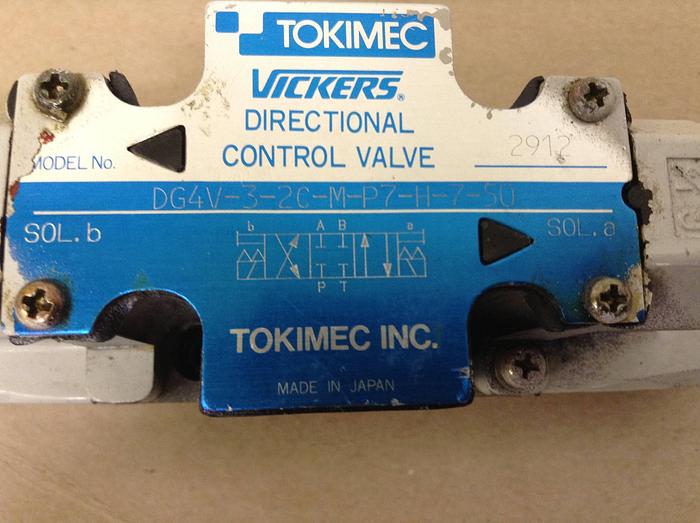 TOKIMEC
VICKERS®
DIRECTIONAL
CONTROL VALVE
2912
MODEL No.
DG4V-3-2C-M-P7-H-7-50
SOL.b
b A B a
SOL.a
P T
TOKIMEC INC.
MADE IN JAPAN